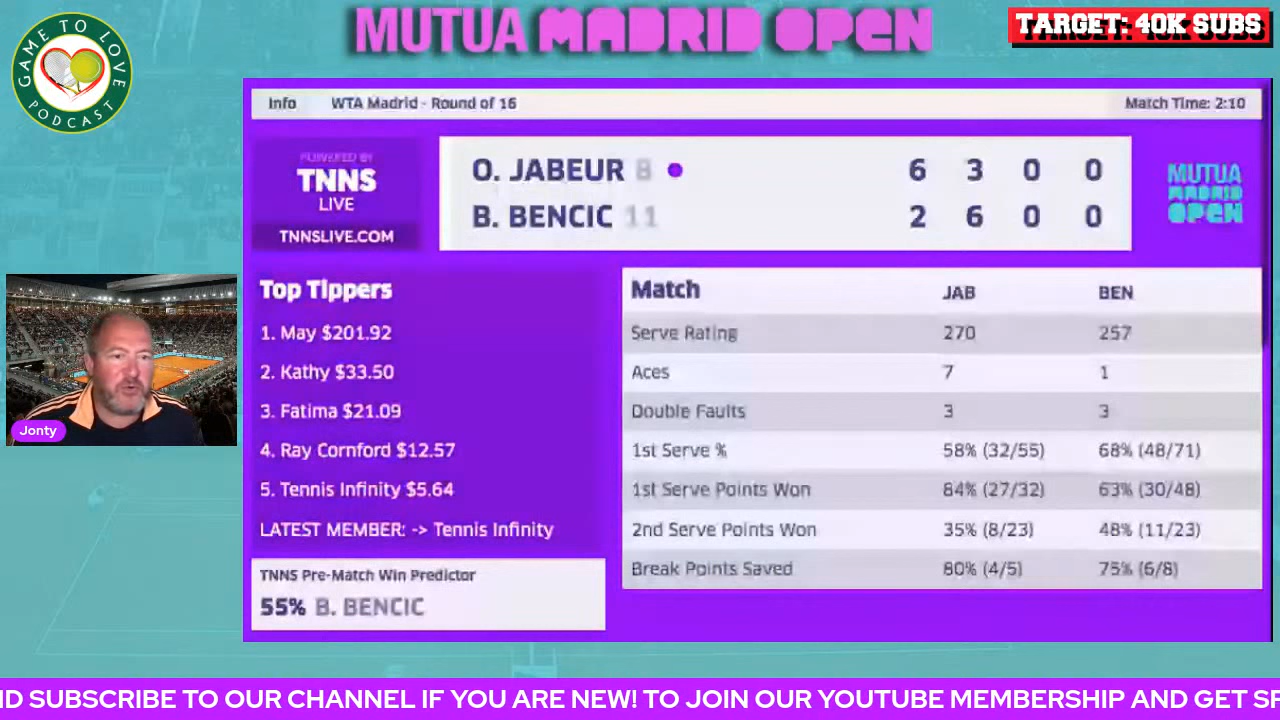 GAME TO LOVE
PODCAST
MUTUA MADRID OPEN
TARGET: 40K SUBS
Info WTA Madrid - Round of 16 Match Time: 2:10
POWERED BY
TNNS
LIVE
TNNSLIVE.COM
O. JABEUR 8 6 3 0 0
B. BENCIC 11 2 6 0 0
MUTUA
MADRID
OPEN
Top Tippers
1. May $201.92
2. Kathy $33.50
3. Fatima $21.09
4. Ray Cornford $12.57
5. Tennis Infinity $5.64
LATEST MEMBER: -> Tennis Infinity
TNNS Pre-Match Win Predictor
55% B. BENCIC
Match JAB BEN
Serve Rating 270 257
Aces 7 1
Double Faults 3 3
1st Serve % 58% (32/55) 68% (48/71)
1st Serve Points Won 84% (27/32) 63% (30/48)
2nd Serve Points Won 35% (8/23) 48% (11/23)
Break Points Saved 80% (4/5) 75% (6/8)
Jonty
ND SUBSCRIBE TO OUR CHANNEL IF YOU ARE NEW! TO JOIN OUR YOUTUBE MEMBERSHIP AND GET SP